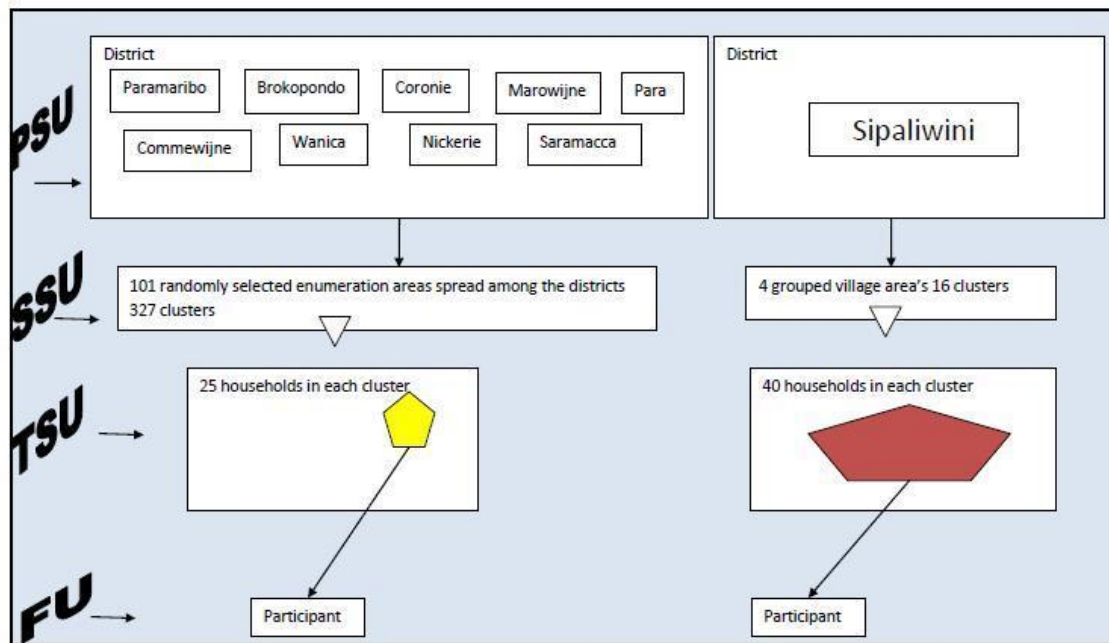 PSU
District
Paramaribo
Brokopondo
Coronie
Marowijne
Para
Commewijne
Wanica
Nickerie
Saramacca
District
Sipaliwini
SSU
101 randomly selected enumeration areas spread among the districts
327 clusters
4 grouped village area's 16 clusters
TSU
25 households in each cluster
40 households in each cluster
FU
Participant
Participant